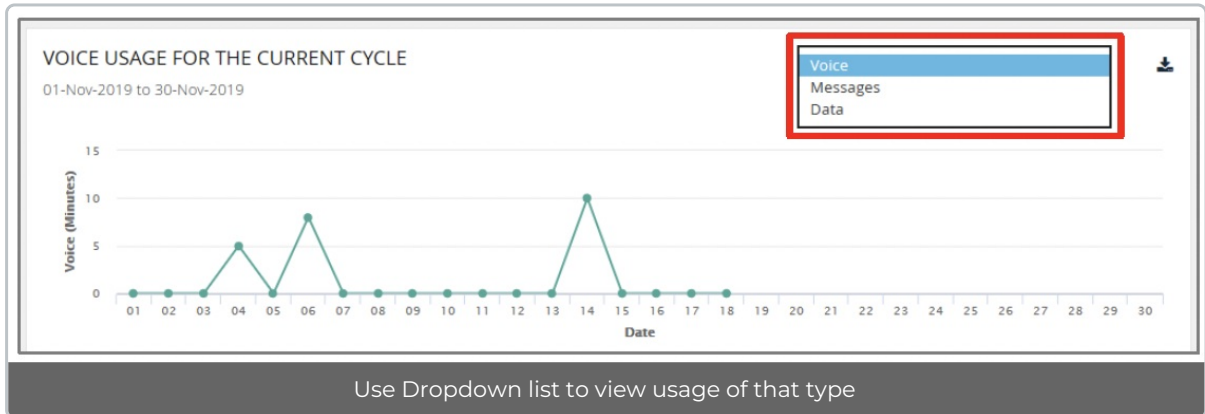 VOICE USAGE FOR THE CURRENT CYCLE
01-Nov-2019 to 30-Nov-2019
Voice
Messages
Data
15
10
5
0
Voice (Minutes)
01 02 03 04 05 06 07 08 09 10 11 12 13 14 15 16 17 18 19 20 21 22 23 24 25 26 27 28 29 30
Date
Use Dropdown list to view usage of that type